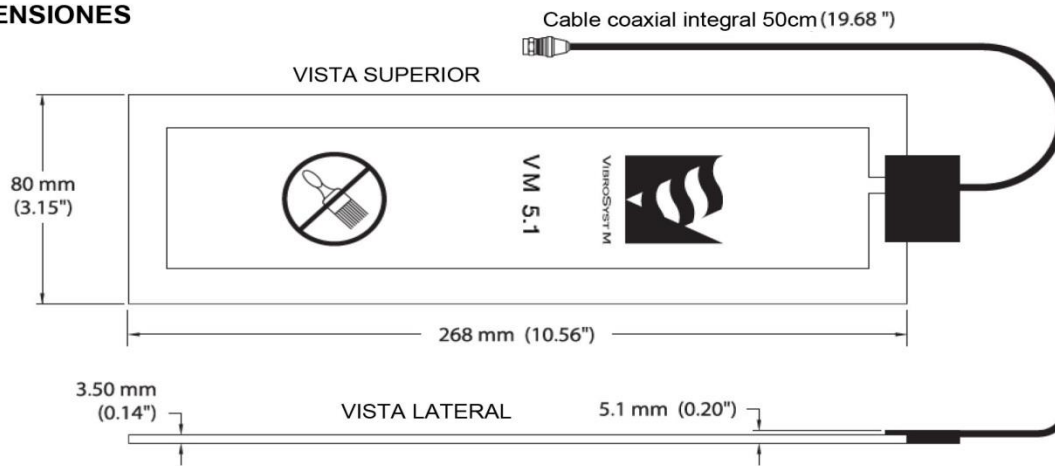 ENSIONES
Cable coaxial integral 50cm (19.68 ")
VISTA SUPERIOR
80 mm
(3.15")
VM 5.1
VIBROSYST M
268 mm (10.56")
3.50 mm
(0.14")
VISTA LATERAL
5.1 mm (0.20")